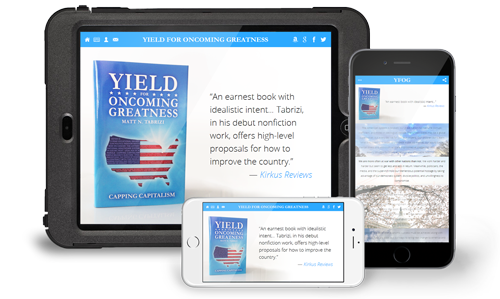 YIELD FOR ONCOMING GREATNESS
YIELD
FOR
ONCOMING
GREATNESS
MATT N. TABRIZI
CAPPING CAPITALISM
“An earnest book with
idealistic intent... Tabrizi,
in his debut nonfiction
work, offers high-level
proposals for how to
improve the country.”
— Kirkus Reviews
YIELD FOR ONCOMING GREATNESS
YIELD
FOR
ONCOMING
GREATNESS
CAPPING CAPITALISM
“An earnest book with idealistic
intent... Tabrizi, in his debut
nonfiction work, offers high-level
proposals for how to improve the
country.”
— Kirkus Reviews
YFOG